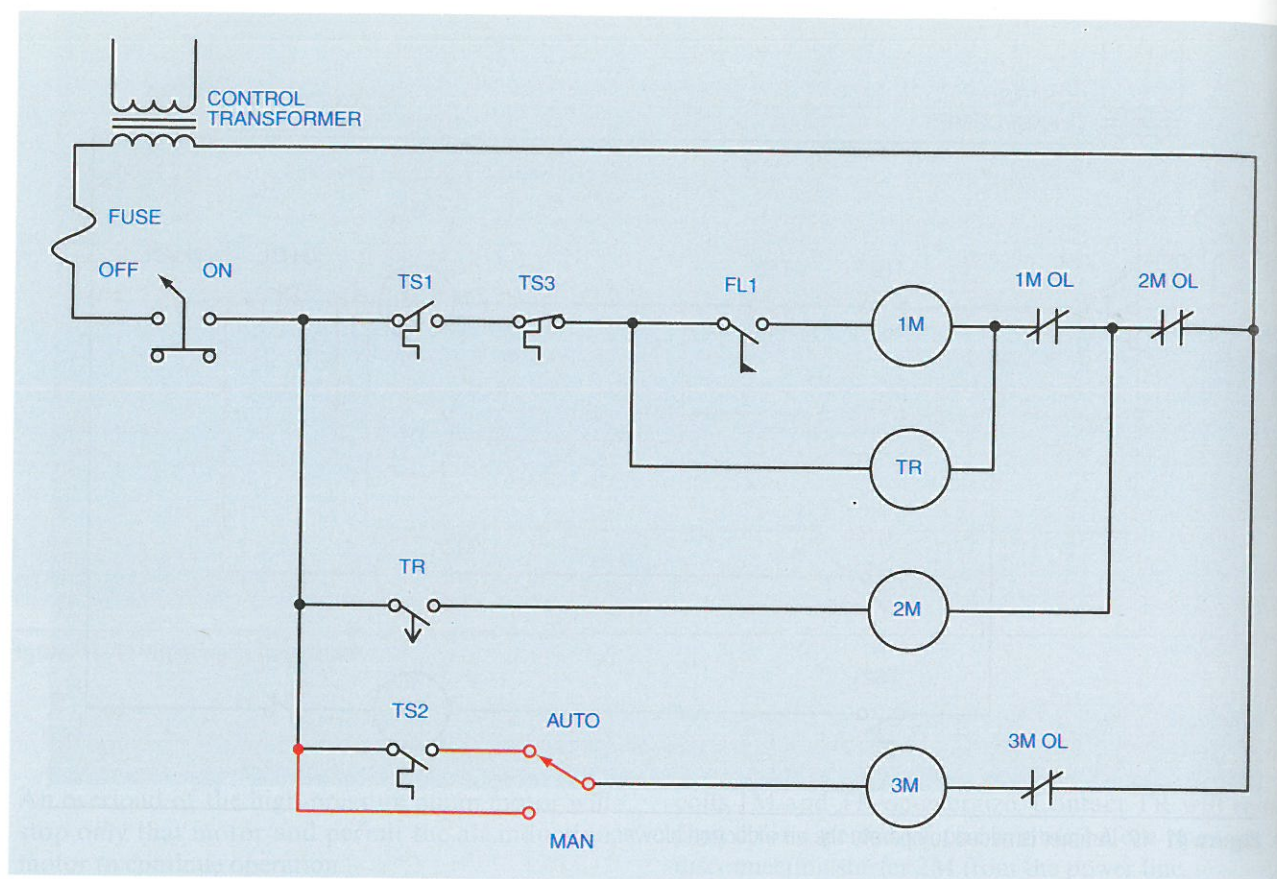 CONTROL
TRANSFORMER
FUSE
OFF
ON
TS1
TS3
FL1
1M OL
2M OL
1M
TR
TR
2M
TS2
AUTO
3M OL
3M
MAN